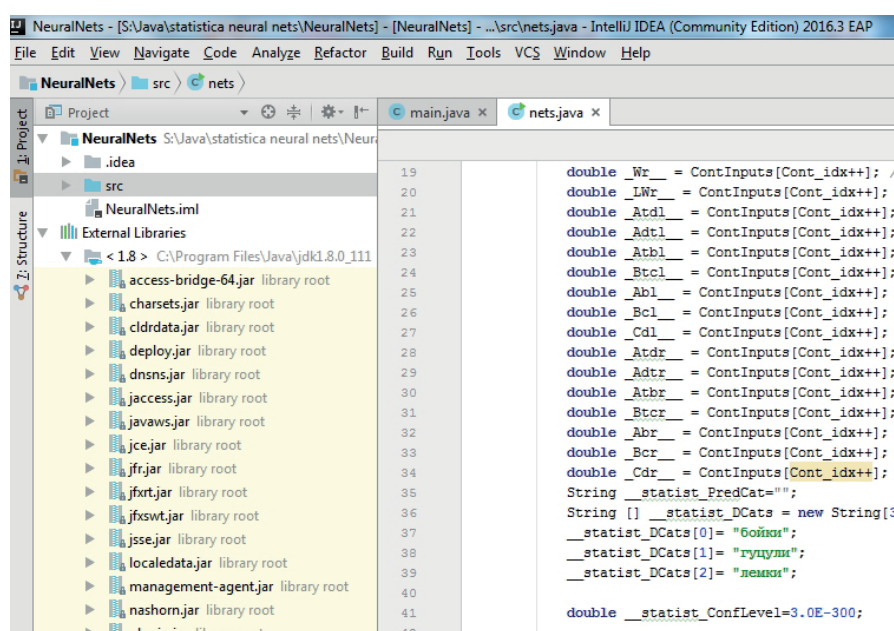 NeuralNets - [S:\Java\statistica neural nets\NeuralNets] - [NeuralNets] - ...\src\nets.java - IntelliJ IDEA (Community Edition) 2016.3 EAP
File Edit View Navigate Code Analyze Refactor Build Run Tools VCS Window Help
NeuralNets src nets
Project
main.java × nets.java ×
1: Project
2: Structure
NeuralNets S:\Java\statistica neural nets\Neura
.idea
src
NeuralNets.iml
External Libraries
< 1.8 > C:\Program Files\Java\jdk1.8.0_111
access-bridge-64.jar library root
charsets.jar library root
cldrdata.jar library root
deploy.jar library root
dnsns.jar library root
jaccess.jar library root
javaws.jar library root
jce.jar library root
jfr.jar library root
jfxrt.jar library root
jfxswt.jar library root
jsse.jar library root
localedata.jar library root
management-agent.jar library root
nashorn.jar library root
19 double _Wr__ = ContInputs[Cont_idx++]; /
20 double _LWr__ = ContInputs[Cont_idx++];
21 double _Atdl__ = ContInputs[Cont_idx++];
22 double _Adtl__ = ContInputs[Cont_idx++];
23 double _Atbl__ = ContInputs[Cont_idx++];
24 double _Btcl__ = ContInputs[Cont_idx++];
25 double _Abl__ = ContInputs[Cont_idx++];
26 double _Bcl__ = ContInputs[Cont_idx++];
27 double _Cdl__ = ContInputs[Cont_idx++];
28 double _Atdr__ = ContInputs[Cont_idx++];
29 double _Adtr__ = ContInputs[Cont_idx++];
30 double _Atbr__ = ContInputs[Cont_idx++];
31 double _Btcr__ = ContInputs[Cont_idx++];
32 double _Abr__ = ContInputs[Cont_idx++];
33 double _Bcr__ = ContInputs[Cont_idx++];
34 double _Cdr__ = ContInputs[Cont_idx++];
35 String __statist_PredCat="";
36 String [] __statist_DCats = new String[3
37 __statist_DCats[0]= "бойки";
38 __statist_DCats[1]= "гуцули";
39 __statist_DCats[2]= "лемки";
40
41 double __statist_ConfLevel=3.0E-300;